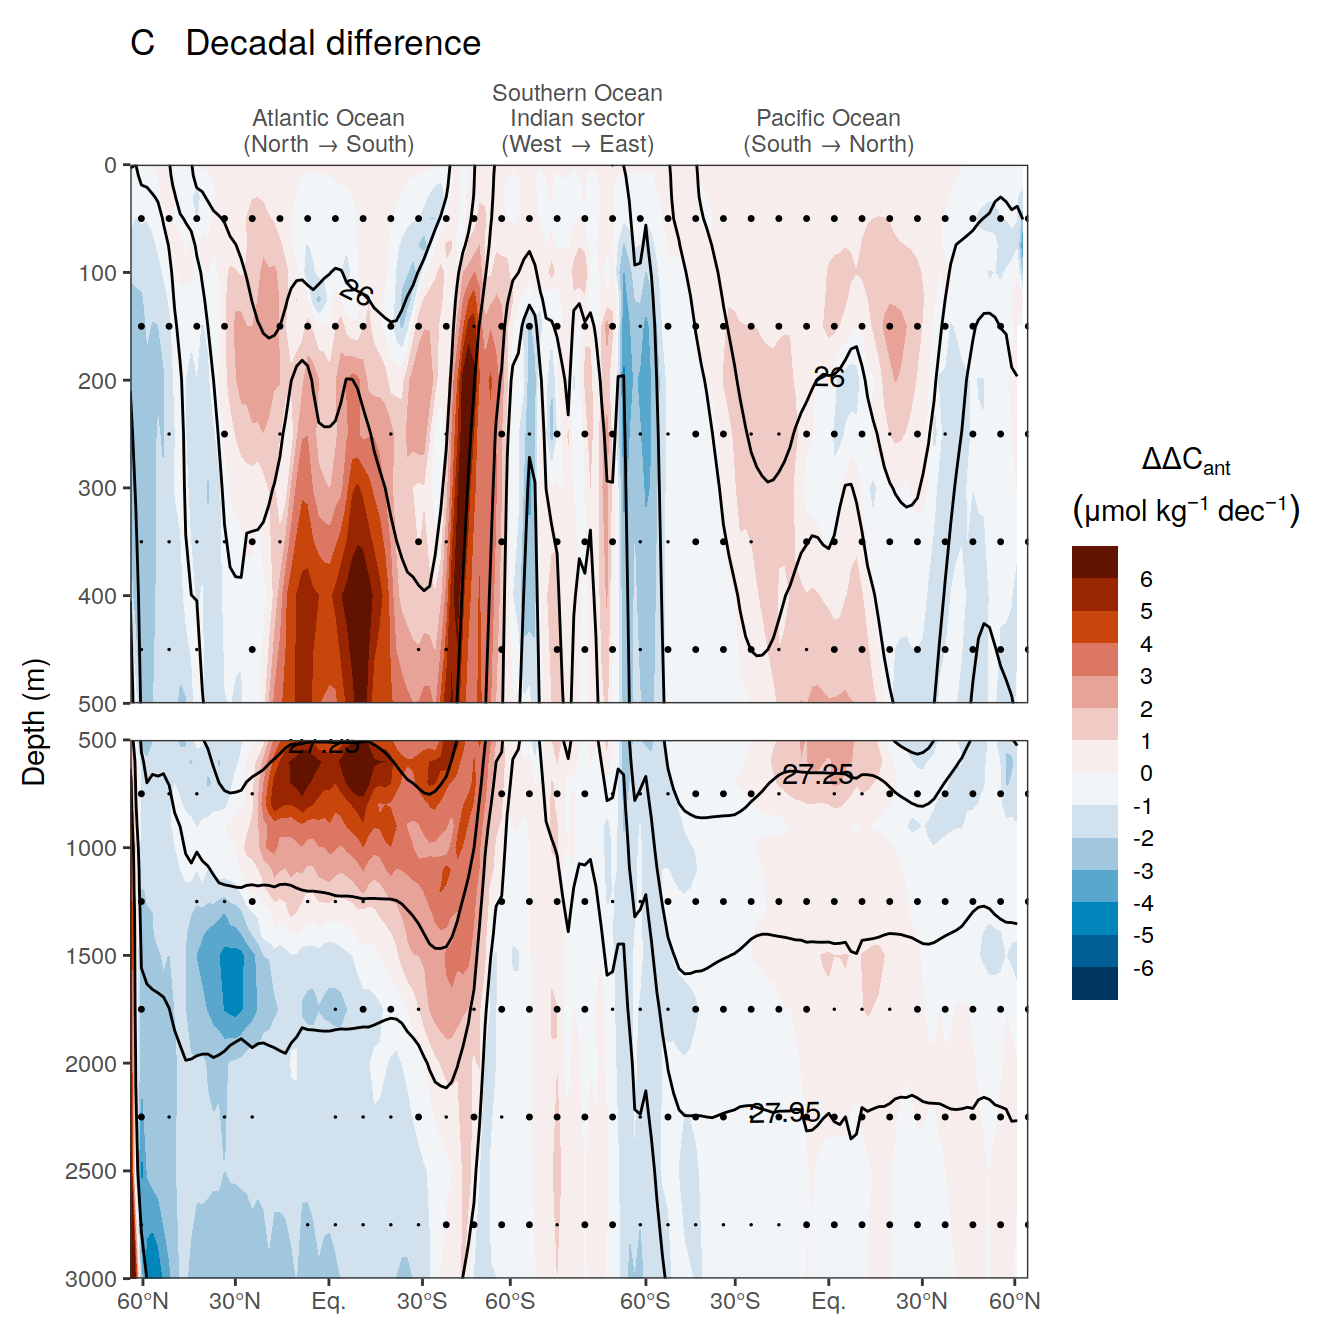 C Decadal difference
Southern Ocean
Atlantic Ocean
Indian sector
Pacific Ocean
(North → South)
(West → East)
(South → North)
0
100
200
300
400
500
26
26
Depth (m)
500
1000
1500
2000
2500
3000
27.25
27.25
27.95
60°N
30°N
Eq.
30°S
60°S
60°S
30°S
Eq.
30°N
60°N
ΔΔCant
(μmol kg⁻¹ dec⁻¹)
6
5
4
3
2
1
0
-1
-2
-3
-4
-5
-6